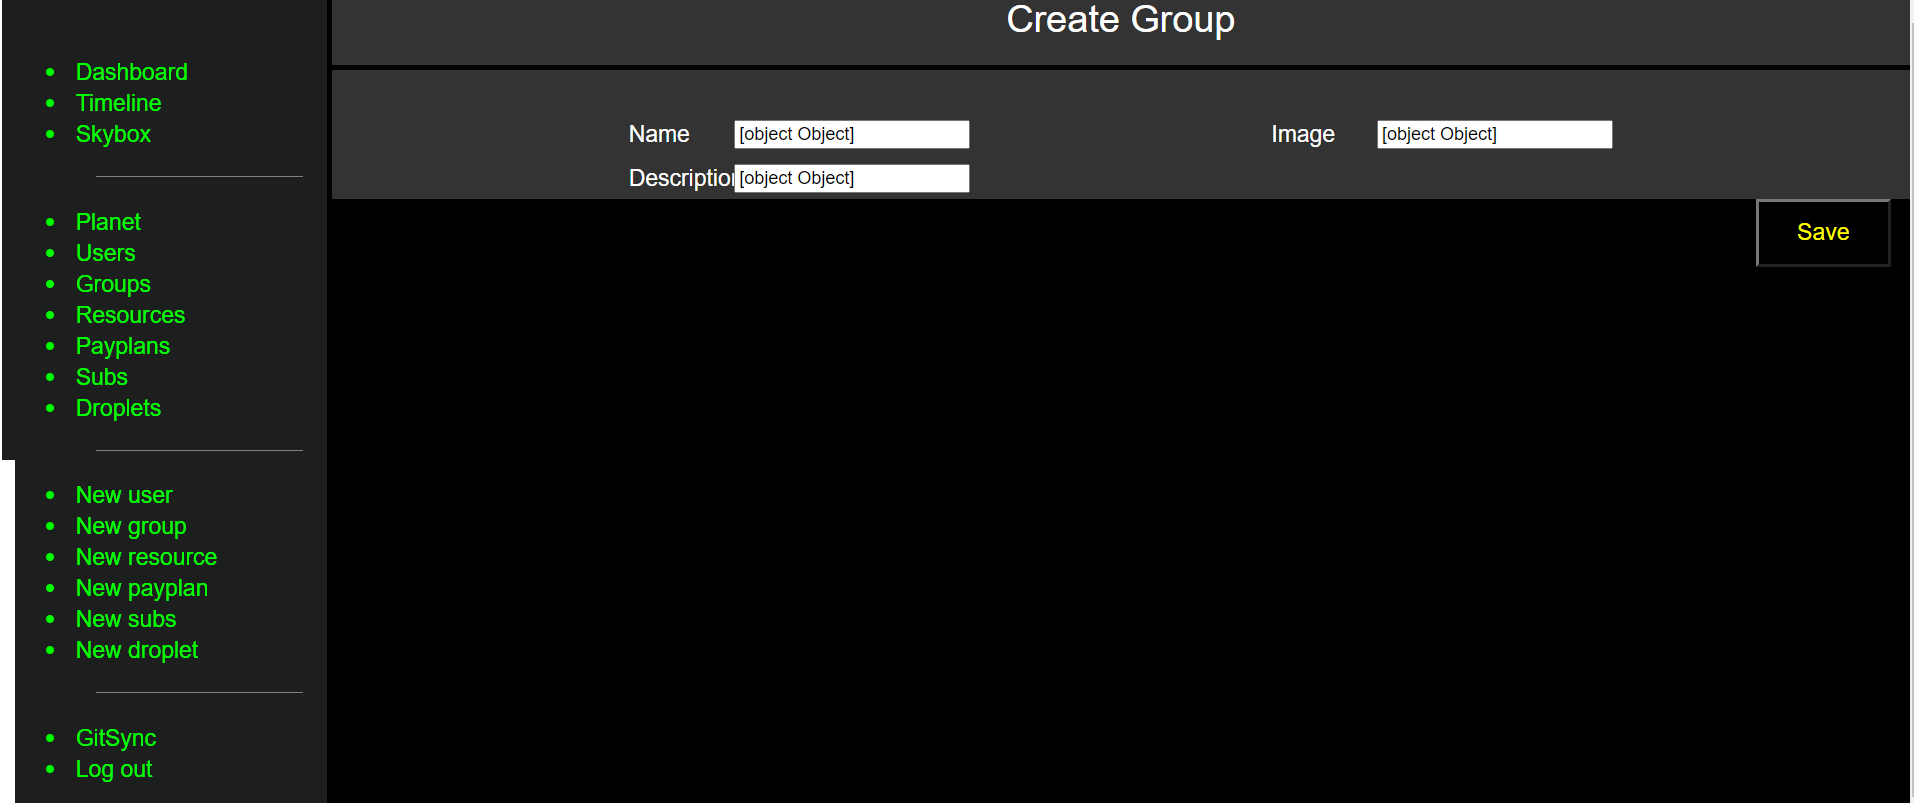 Create Group
Dashboard
Timeline
Skybox
Planet
Users
Groups
Resources
Payplans
Subs
Droplets
New user
New group
New resource
New payplan
New subs
New droplet
GitSync
Log out
Name [object Object] Image [object Object]
Description [object Object]
Save